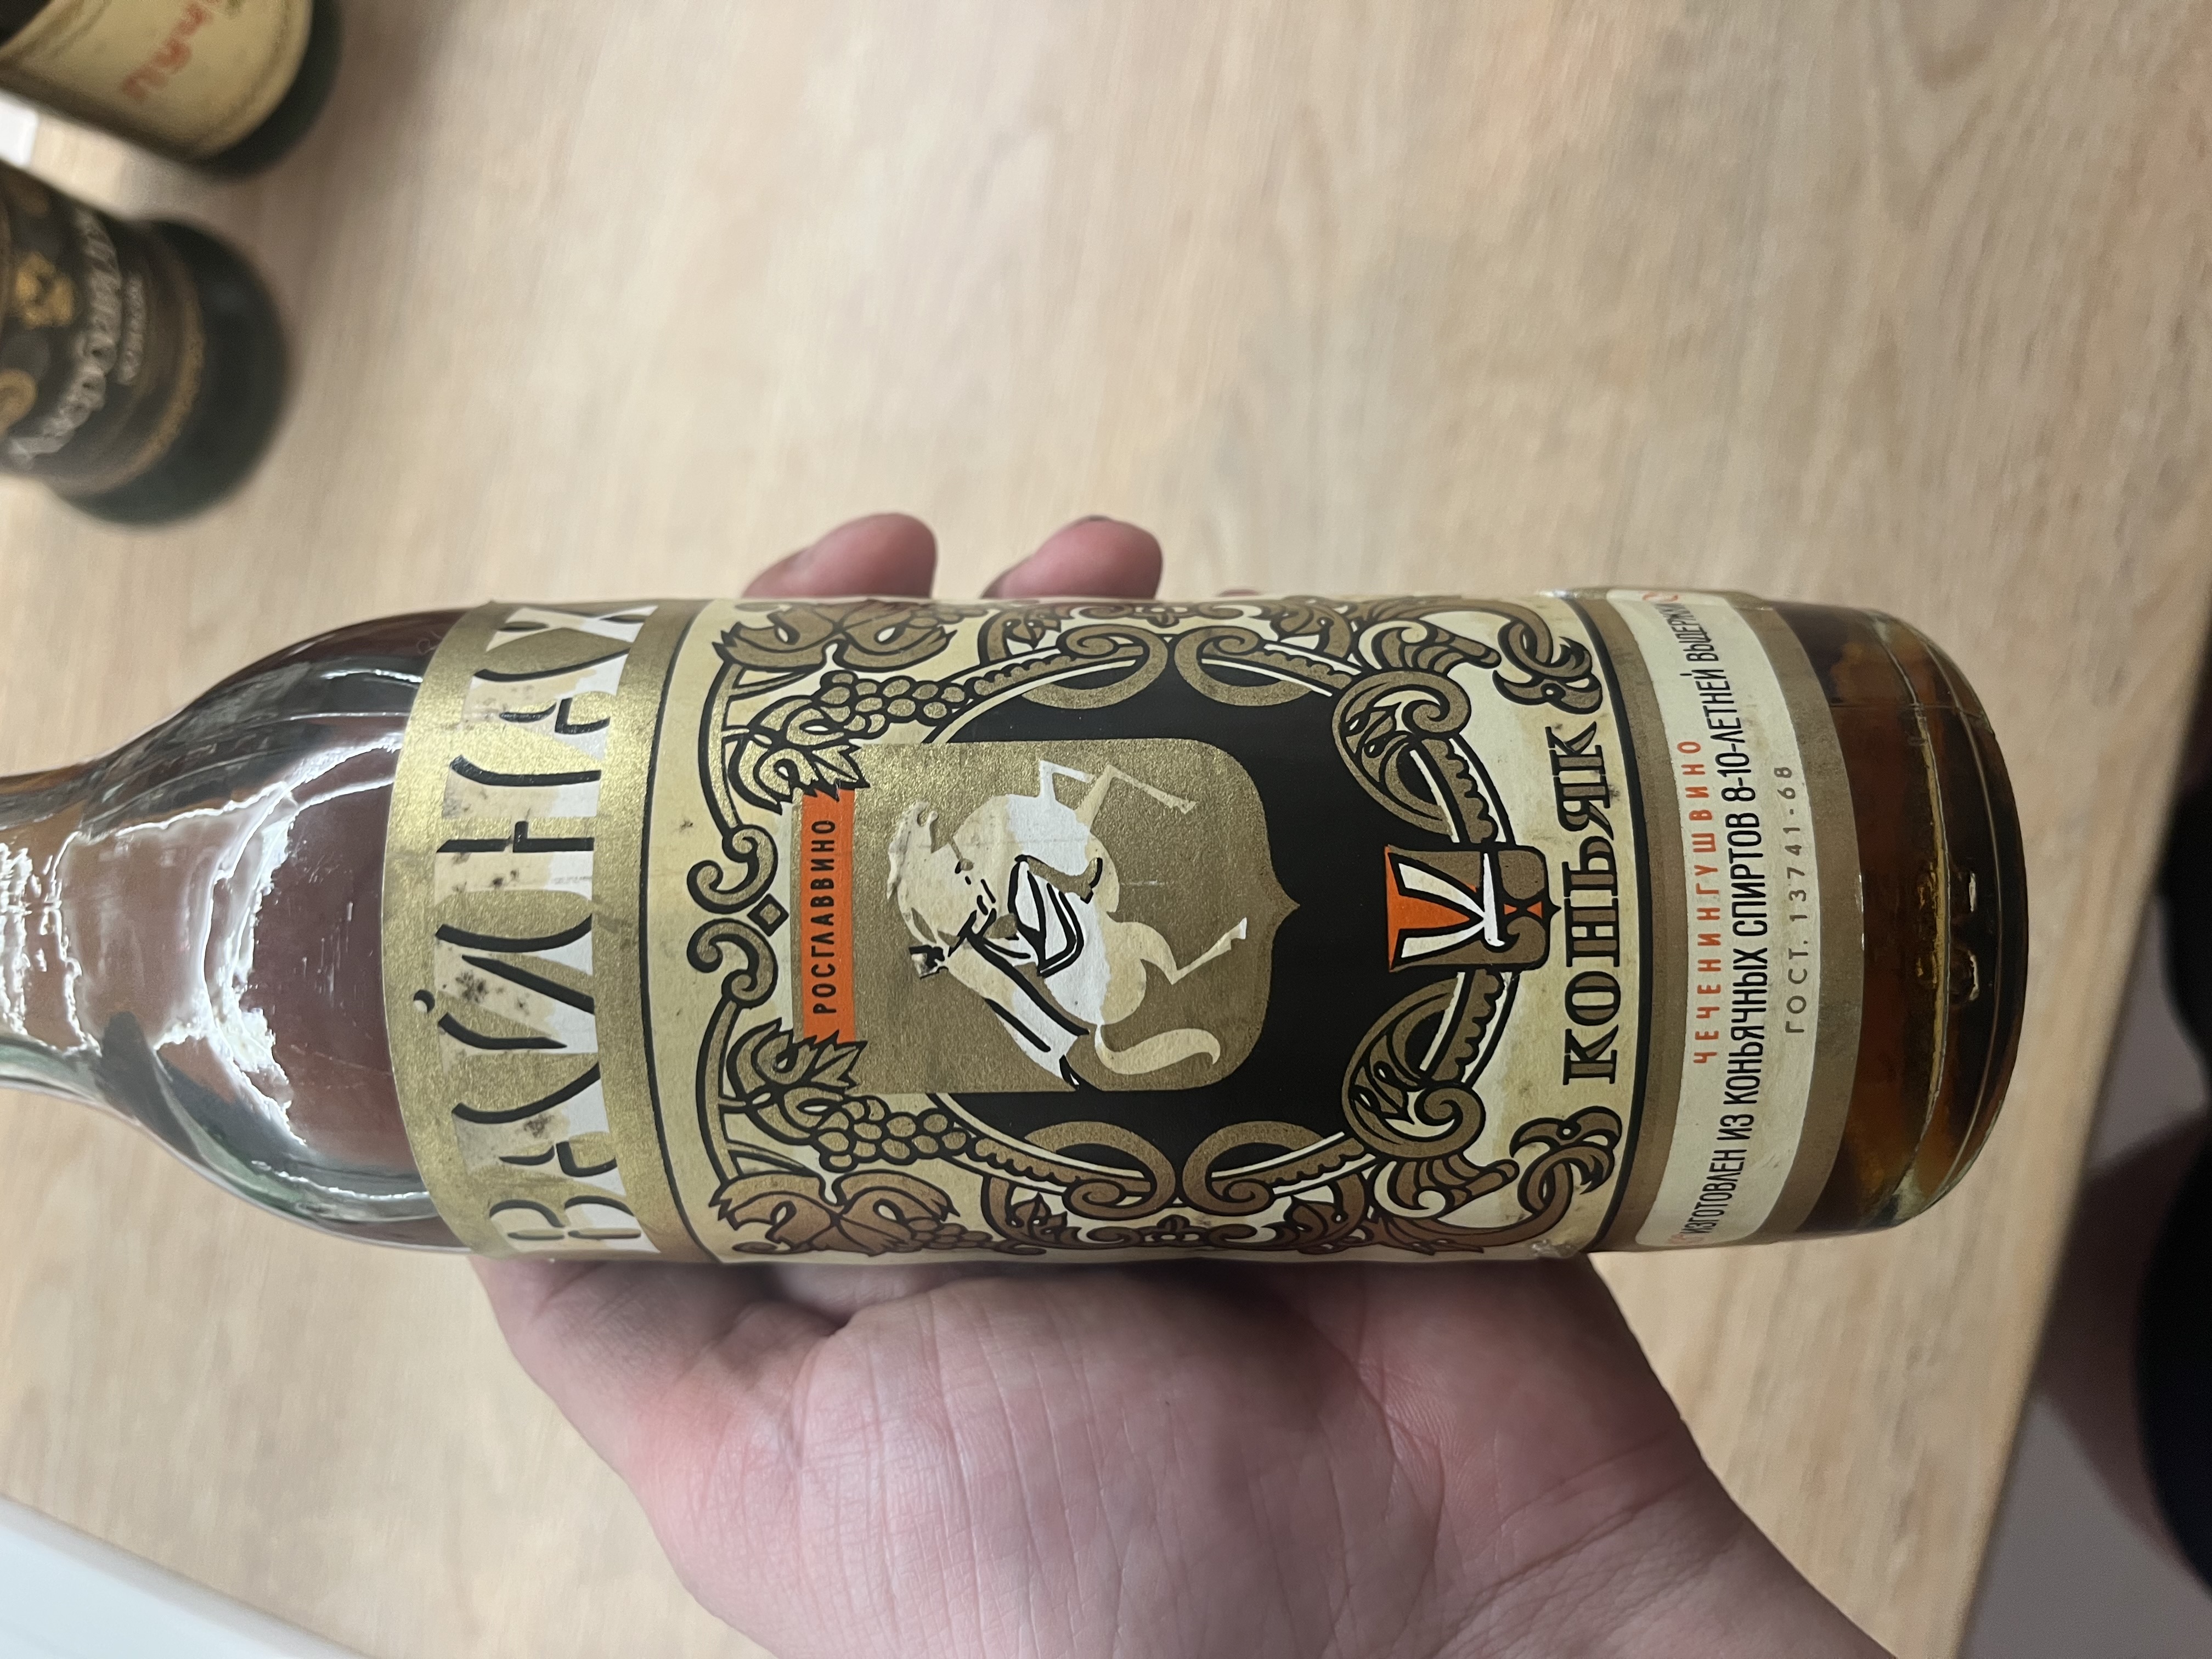 ВАЙНАХ
РОСГЛАВВИНО
К
КОНЬЯК
ЧЕЧЕНИНГУШВИНО
ИЗГОТОВЛЕН ИЗ КОНЬЯЧНЫХ СПИРТОВ 8-10-ЛЕТНЕЙ ВЫДЕРЖКИ
ГОСТ. 13741-68